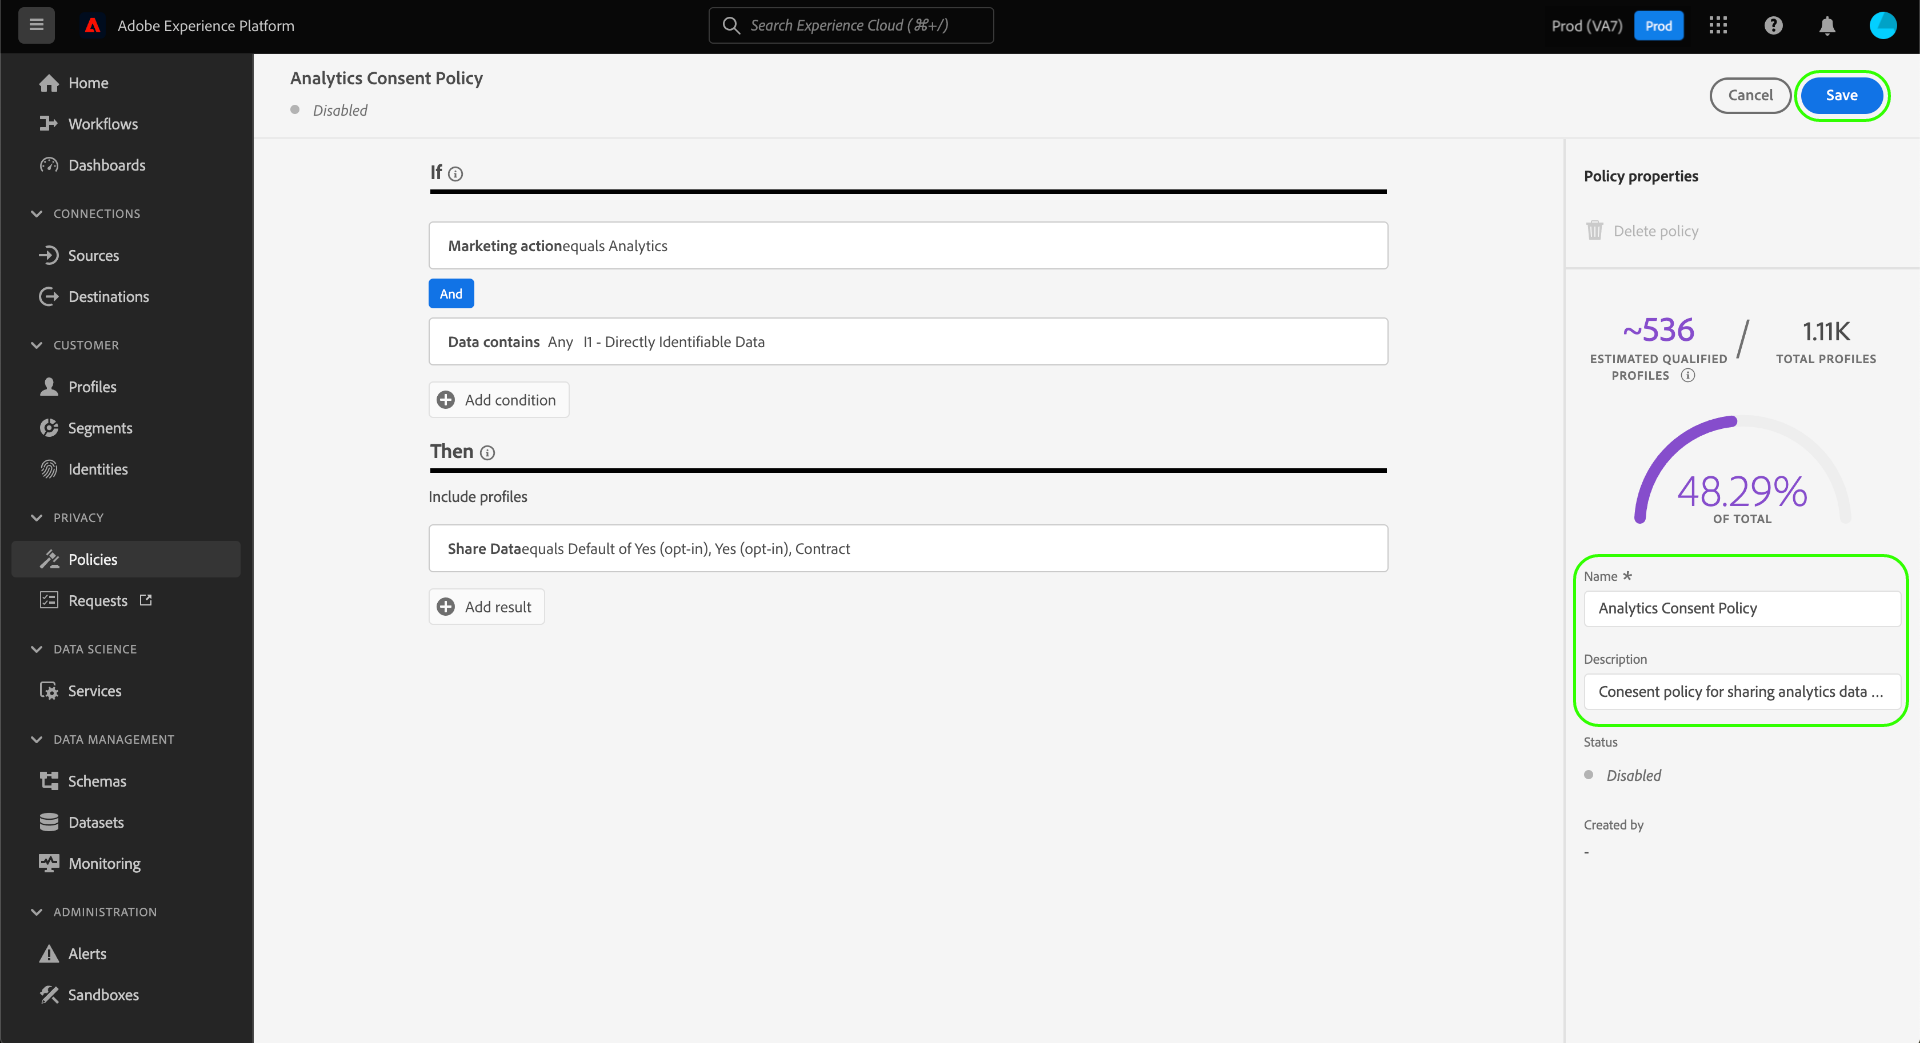 Adobe Experience Platform
Search Experience Cloud (⌘+/)
Prod (VA7)
Prod
Home
Workflows
Dashboards
CONNECTIONS
Sources
Destinations
CUSTOMER
Profiles
Segments
Identities
PRIVACY
Policies
Requests
DATA SCIENCE
Services
DATA MANAGEMENT
Schemas
Datasets
Monitoring
ADMINISTRATION
Alerts
Sandboxes
Analytics Consent Policy
Disabled
Cancel
Save
If
Marketing actionequals Analytics
And
Data contains Any I1 - Directly Identifiable Data
Add condition
Then
Include profiles
Share Dataequals Default of Yes (opt-in), Yes (opt-in), Contract
Add result
Policy properties
Delete policy
~536
ESTIMATED QUALIFIED
PROFILES
/
1.11K
TOTAL PROFILES
48.29%
OF TOTAL
Name *
Analytics Consent Policy
Description
Conesent policy for sharing analytics data ...
Status
Disabled
Created by
-